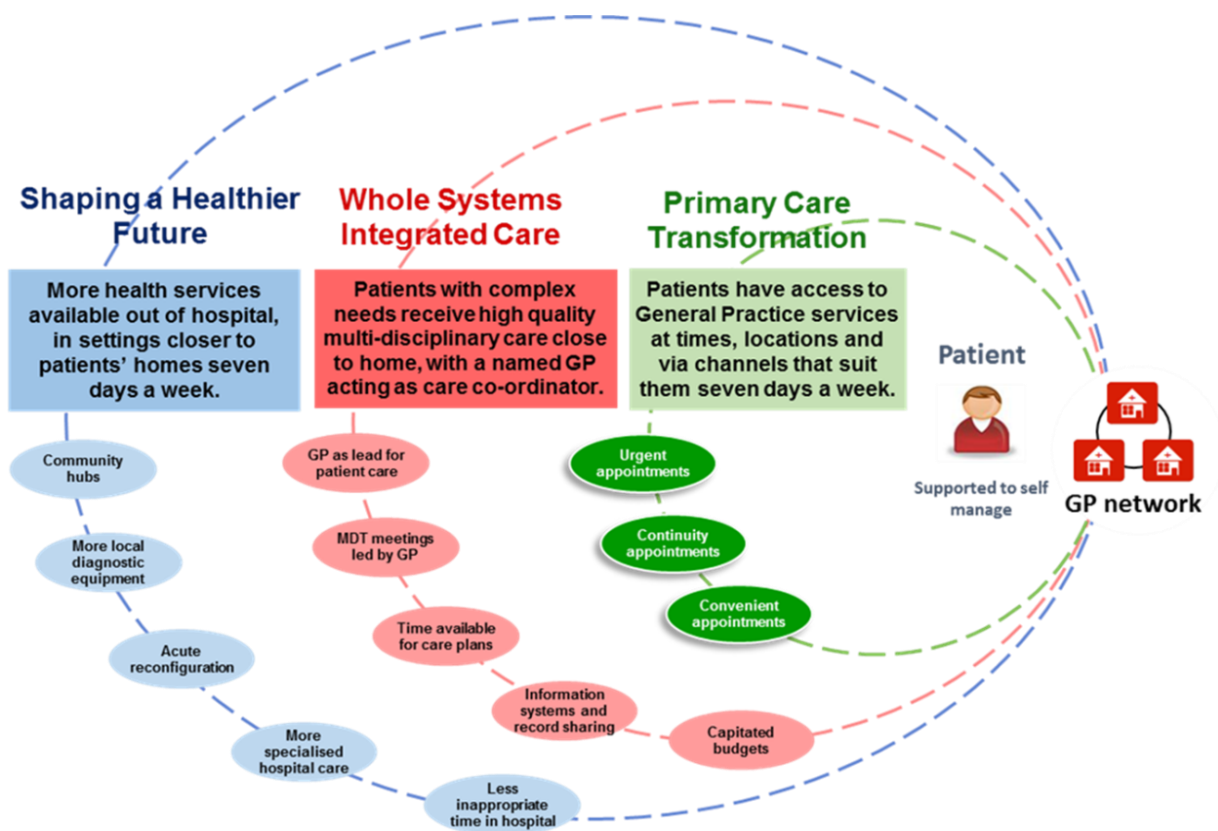 Shaping a Healthier
Future
More health services
available out of hospital,
in settings closer to
patients’ homes seven
days a week.
Community
hubs
More local
diagnostic
equipment
Acute
reconfiguration
More
specialised
hospital care
Less
inappropriate
time in hospital
Whole Systems
Integrated Care
Patients with complex
needs receive high quality
multi-disciplinary care close
to home, with a named GP
acting as care co-ordinator.
GP as lead for
patient care
MDT meetings
led by GP
Time available
for care plans
Information
systems and
record sharing
Capitated
budgets
Primary Care
Transformation
Patients have access to
General Practice services
at times, locations and
via channels that suit
them seven days a week.
Urgent
appointments
Continuity
appointments
Convenient
appointments
Patient
Supported to self
manage
GP network